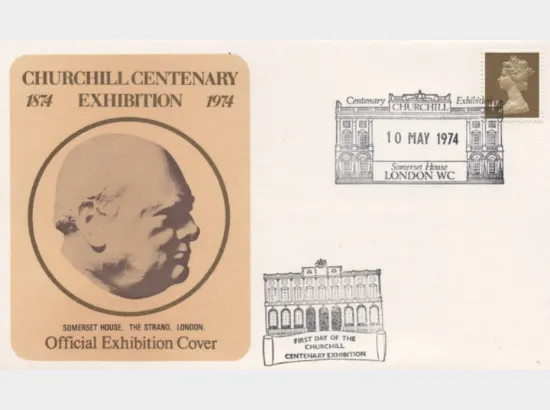 CHURCHILL CENTENARY
1874 EXHIBITION 1974
SOMERSET HOUSE, THE STRAND, LONDON.
Official Exhibition Cover
Centenary CHURCHILL Exhibition
10 MAY 1974
Somerset House
LONDON WC
FIRST DAY OF THE
CHURCHILL
CENTENARY EXHIBITION